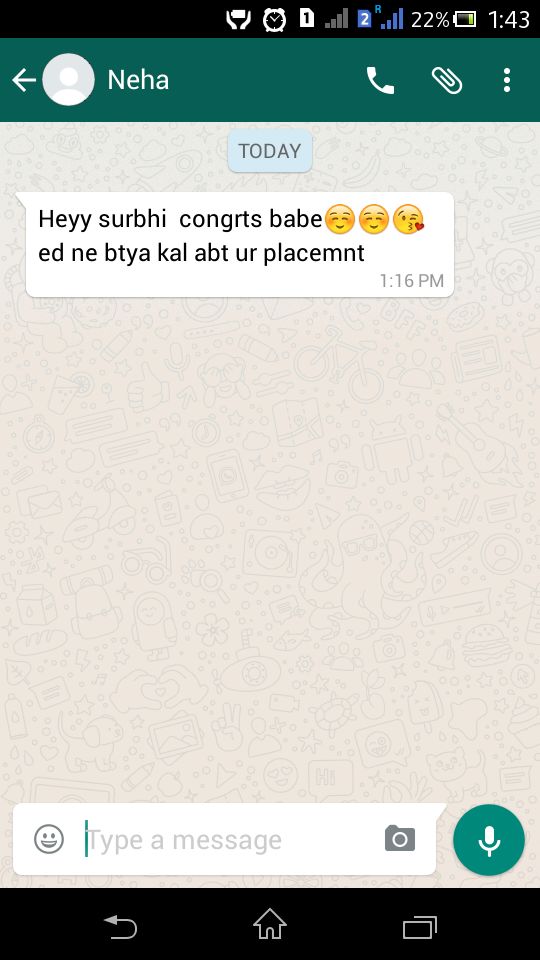 1 2 R 22% 1:43
Neha
TODAY
Heyy surbhi  congrts babe☺️☺️😘
ed ne btya kal abt ur placemnt
1:16 PM
Hi
Type a message